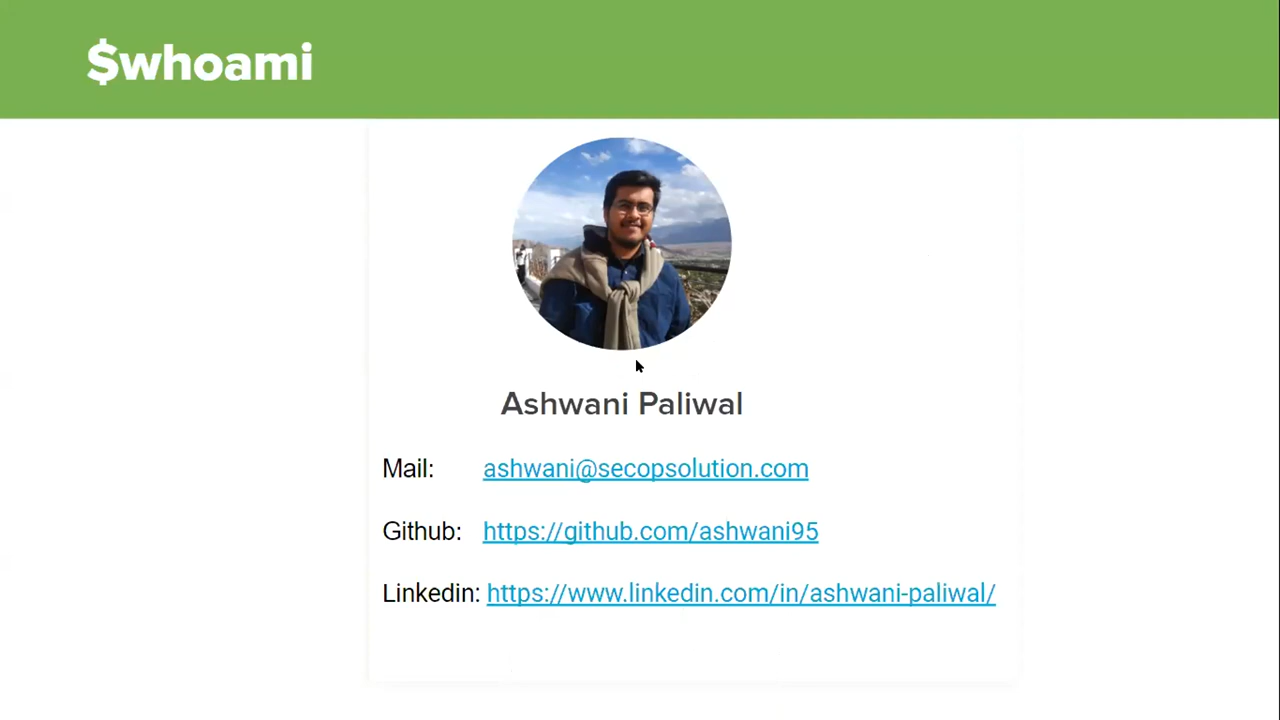 $whoami
Ashwani Paliwal
Mail: ashwani@secopsolution.com
Github: https://github.com/ashwani95
Linkedin: https://www.linkedin.com/in/ashwani-paliwal/